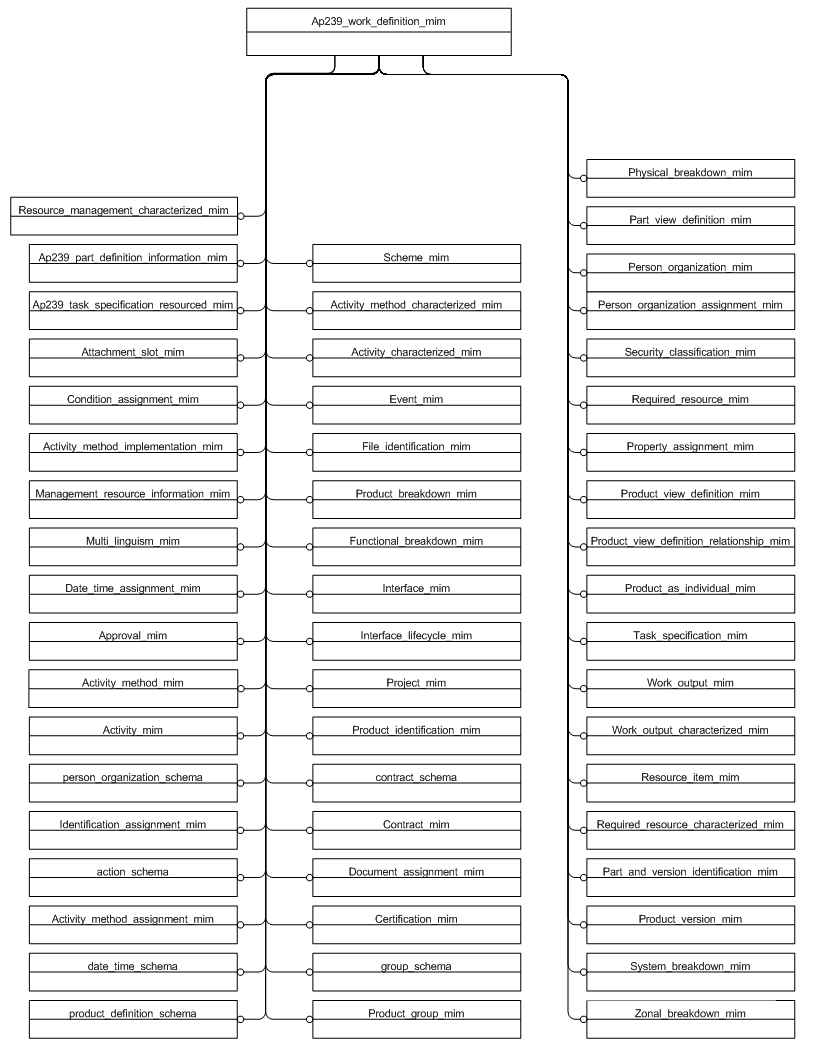 Ap239_work_definition_mim
Resource_management_characterized_mim
Ap239_part_definition_information_mim
Ap239_task_specification_resourced_mim
Attachment_slot_mim
Condition_assignment_mim
Activity_method_implementation_mim
Management_resource_information_mim
Multi_linguism_mim
Date_time_assignment_mim
Approval_mim
Activity_method_mim
Activity_mim
person_organization_schema
Identification_assignment_mim
action_schema
Activity_method_assignment_mim
date_time_schema
product_definition_schema
Scheme_mim
Activity_method_characterized_mim
Activity_characterized_mim
Event_mim
File_identification_mim
Product_breakdown_mim
Functional_breakdown_mim
Interface_mim
Interface_lifecycle_mim
Project_mim
Product_identification_mim
contract_schema
Contract_mim
Document_assignment_mim
Certification_mim
group_schema
Product_group_mim
Physical_breakdown_mim
Part_view_definition_mim
Person_organization_mim
Person_organization_assignment_mim
Security_classification_mim
Required_resource_mim
Property_assignment_mim
Product_view_definition_mim
Product_view_definition_relationship_mim
Product_as_individual_mim
Task_specification_mim
Work_output_mim
Work_output_characterized_mim
Resource_item_mim
Required_resource_characterized_mim
Part_and_version_identification_mim
Product_version_mim
System_breakdown_mim
Zonal_breakdown_mim